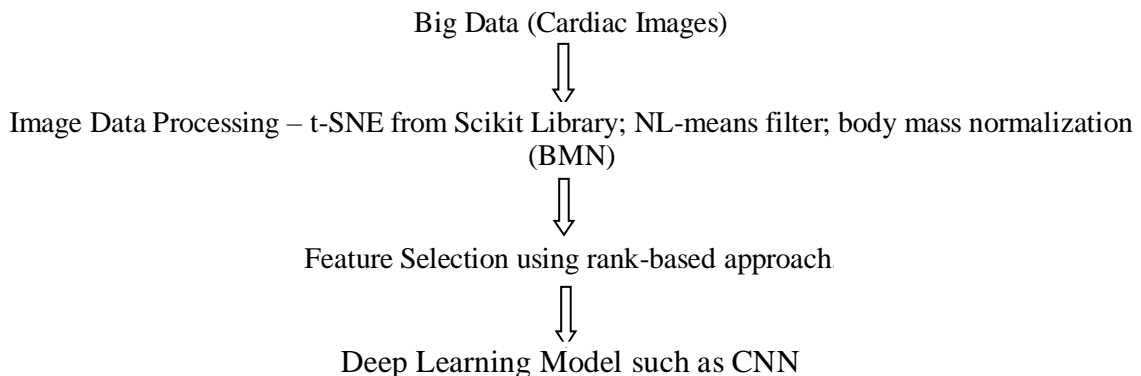 Big Data (Cardiac Images)
Image Data Processing – t-SNE from Scikit Library; NL-means filter; body mass normalization
(BMN)
Feature Selection using rank-based approach
Deep Learning Model such as CNN